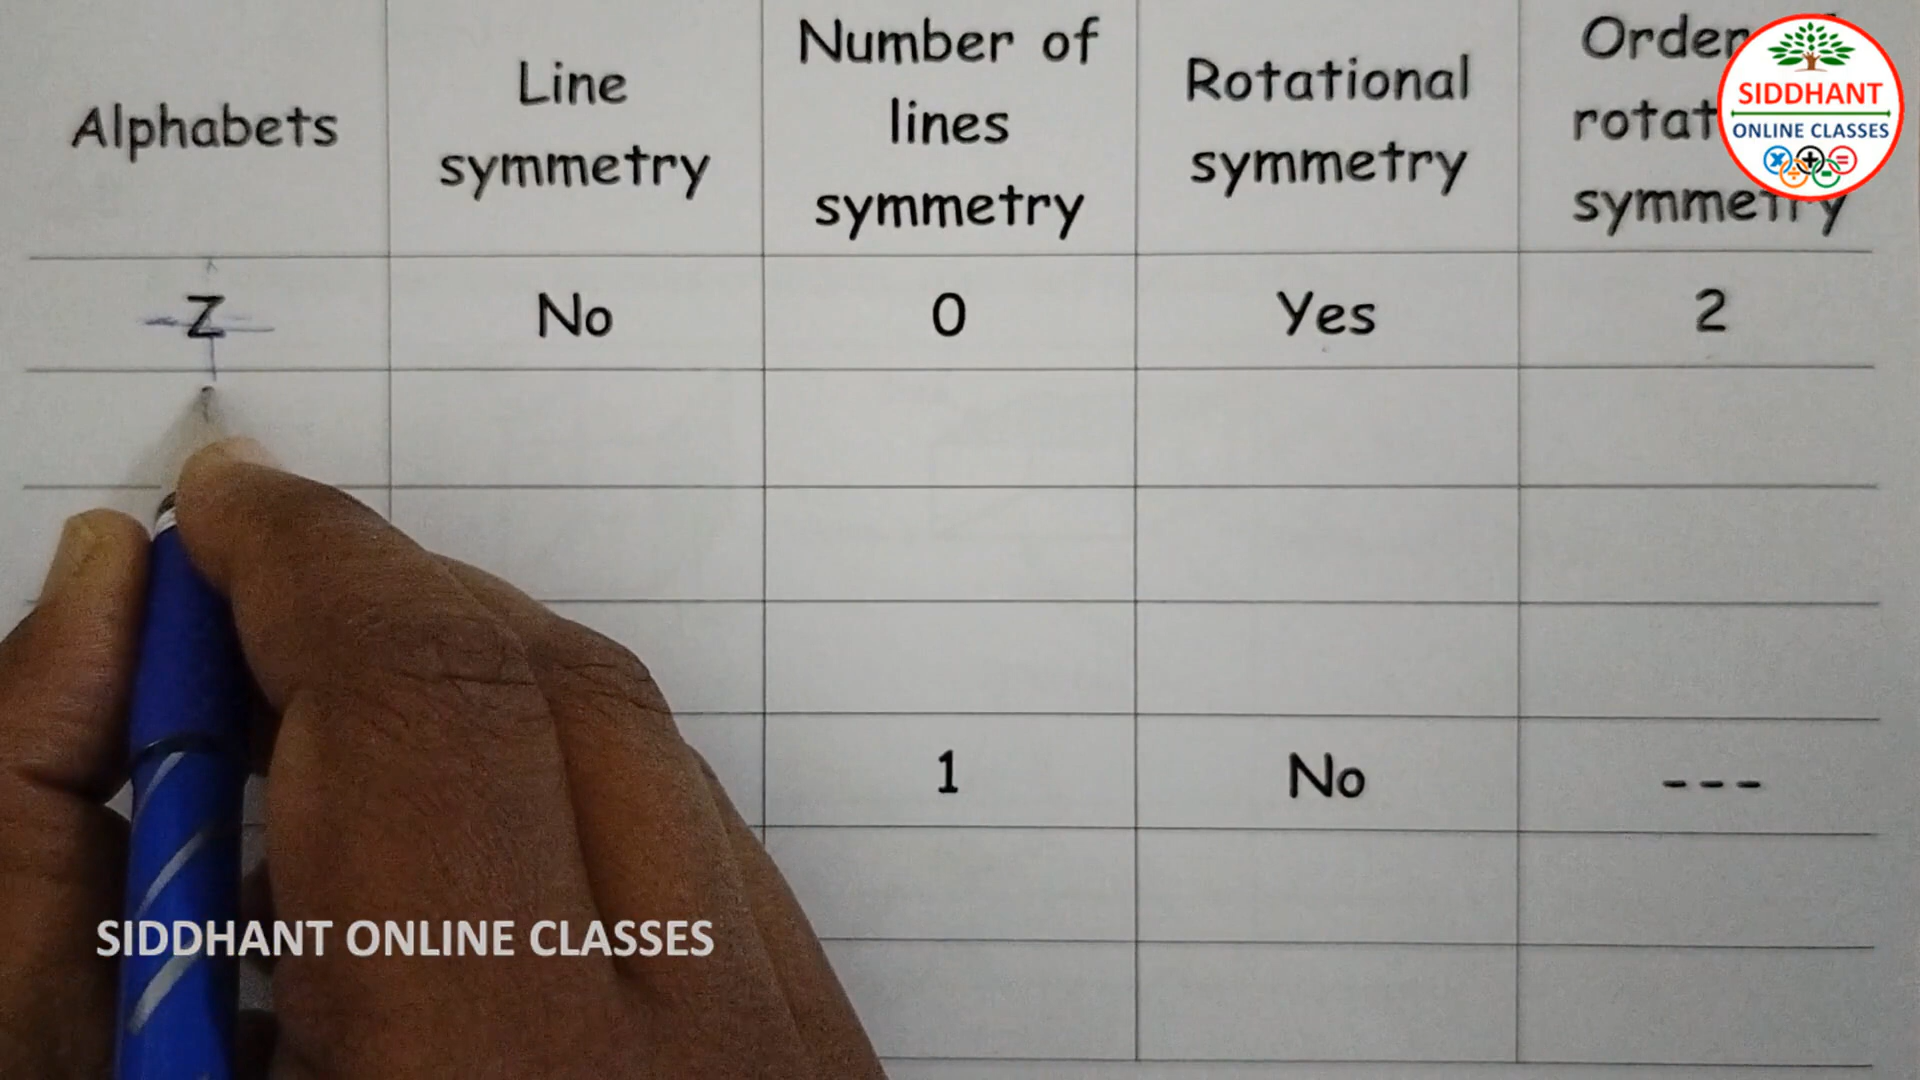 Alphabets
Line
symmetry
Number of
lines
symmetry
Rotational
symmetry
Order
rotat
symmetry
SIDDHANT
ONLINE CLASSES
Z No 0 Yes 2
1 No ---
SIDDHANT ONLINE CLASSES